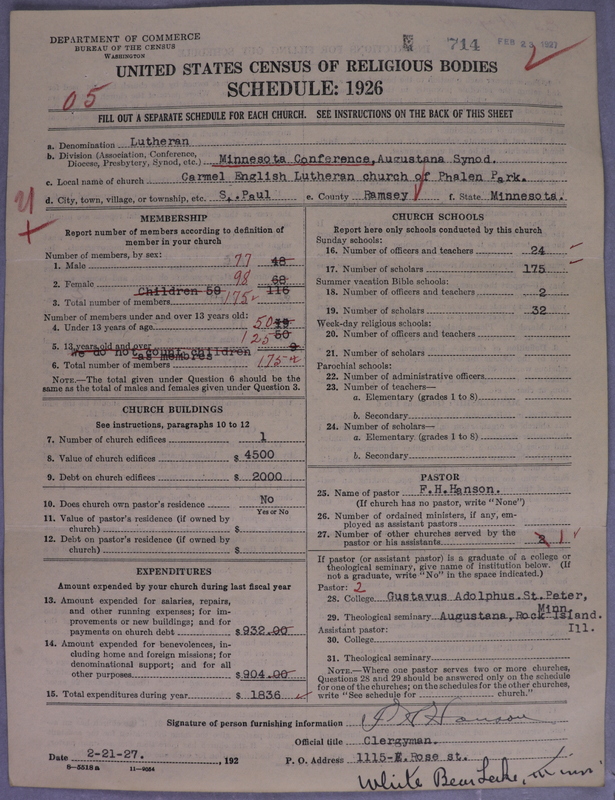 DEPARTMENT OF COMMERCE
BUREAU OF THE CENSUS
WASHINGTON
714
FEB 23 1927
UNITED STATES CENSUS OF RELIGIOUS BODIES
SCHEDULE: 1926
05
FILL OUT A SEPARATE SCHEDULE FOR EACH CHURCH. SEE INSTRUCTIONS ON THE BACK OF THIS SHEET
a. Denomination Lutheran
b. Division (Association, Conference, Diocese, Presbytery, Synod, etc.) Minnesota Conference, Augustana Synod.
c. Local name of church Carmel English Lutheran church of Phalen Park.
d. City, town, village, or township, etc. St. Paul e. County Ramsey f. State Minnesota.
MEMBERSHIP
Report number of members according to definition of
member in your church
Number of members, by sex:
1. Male 77 48
2. Female 98 68
Children 50 116
3. Total number of members 175
Number of members under and over 13 years old:
4. Under 13 years of age 50 49
50
5. 13 years old and over 125 9
We do not count children
as membres
6. Total number of members 175
NOTE.—The total given under Question 6 should be
same as the total of males and females given under Question 3.
CHURCH BUILDINGS
See instructions, paragraphs 10 to 12
7. Number of church edifices 1
8. Value of church edifices $ 4500
9. Debt on church edifices $ 2000
10. Does church own pastor's residence No
Yes or No
11. Value of pastor's residence (if owned by
church) $
12. Debt on pastor's residence (if owned by
church) $
EXPENDITURES
Amount expended by your church during last fiscal year
13. Amount expended for salaries, repairs,
and other running expenses; for im-
provements or new buildings; and for
payments on church debt $ 932.00
14. Amount expended for benevolences, in-
cluding home and foreign missions; for
denominational support; and for all
other purposes $ 904.00
15. Total expenditures during year $ 1836
CHURCH SCHOOLS
Report here only schools conducted by this church
Sunday schools:
16. Number of officers and teachers 24
17. Number of scholars 175
Summer vacation Bible schools:
18. Number of officers and teachers 2
19. Number of scholars 32
Week-day religious schools:
20. Number of officers and teachers
21. Number of scholars
Parochial schools:
22. Number of administrative officers
23. Number of teachers—
a. Elementary (grades 1 to 8)
b. Secondary
24. Number of scholars—
a. Elementary (grades 1 to 8)
b. Secondary
PASTOR
25. Name of pastor F.H.Hanson.
(If church has no pastor, write "None")
26. Number of ordained ministers, if any, em-
ployed as assistant pastors
27. Number of other churches served by the
pastor or his assistants 2 1
If pastor (or assistant pastor) is a graduate of a college or
theological seminary, give name of institution below. (If
not a graduate, write "No" in the space indicated.)
Pastor: 2
28. College Gustavus Adolphus. St. Peter,
Minn.
29. Theological seminary Augustana, Rock Island.
Ill.
Assistant pastor:
30. College
31. Theological seminary
NOTE.—Where one pastor serves two or more churches,
Questions 28 and 29 should be answered only on the schedule
for one of the churches; on the schedules for the other churches,
write "See schedule for church."
Signature of person furnishing information F H Hanson
Official title Clergyman.
Date 2-21-27. , 192 P. O. Address 1115-E. Rose st.
8-5518a 11-9084
White Bear Lake, Minn.